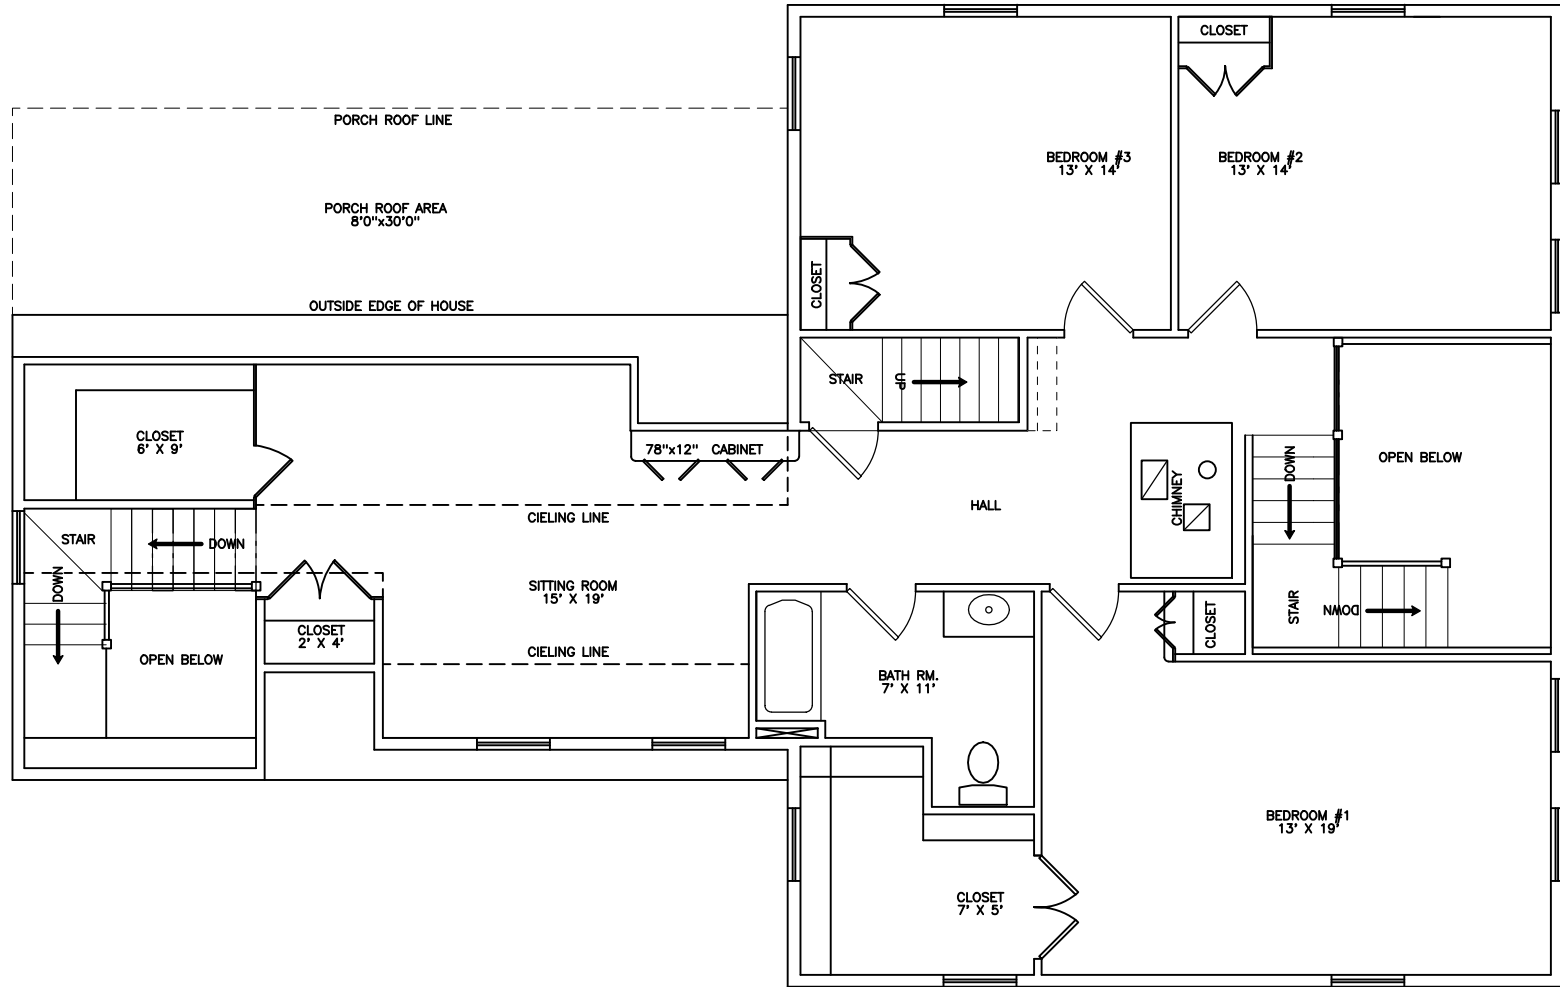 CLOSET
PORCH ROOF LINE
BEDROOM #3
13' X 14'
BEDROOM #2
13' X 14'
PORCH ROOF AREA
8'0"x30'0"
CLOSET
OUTSIDE EDGE OF HOUSE
STAIR
UP
CLOSET
6' X 9'
78"x12" CABINET
OPEN BELOW
DOWN
CHIMNEY
HALL
CIELING LINE
STAIR
DOWN
DOWN
SITTING ROOM
15' X 19'
STAIR
DOWN
CLOSET
CLOSET
2' X 4'
CIELING LINE
OPEN BELOW
BATH RM.
7' X 11'
BEDROOM #1
13' X 19'
CLOSET
7' X 5'